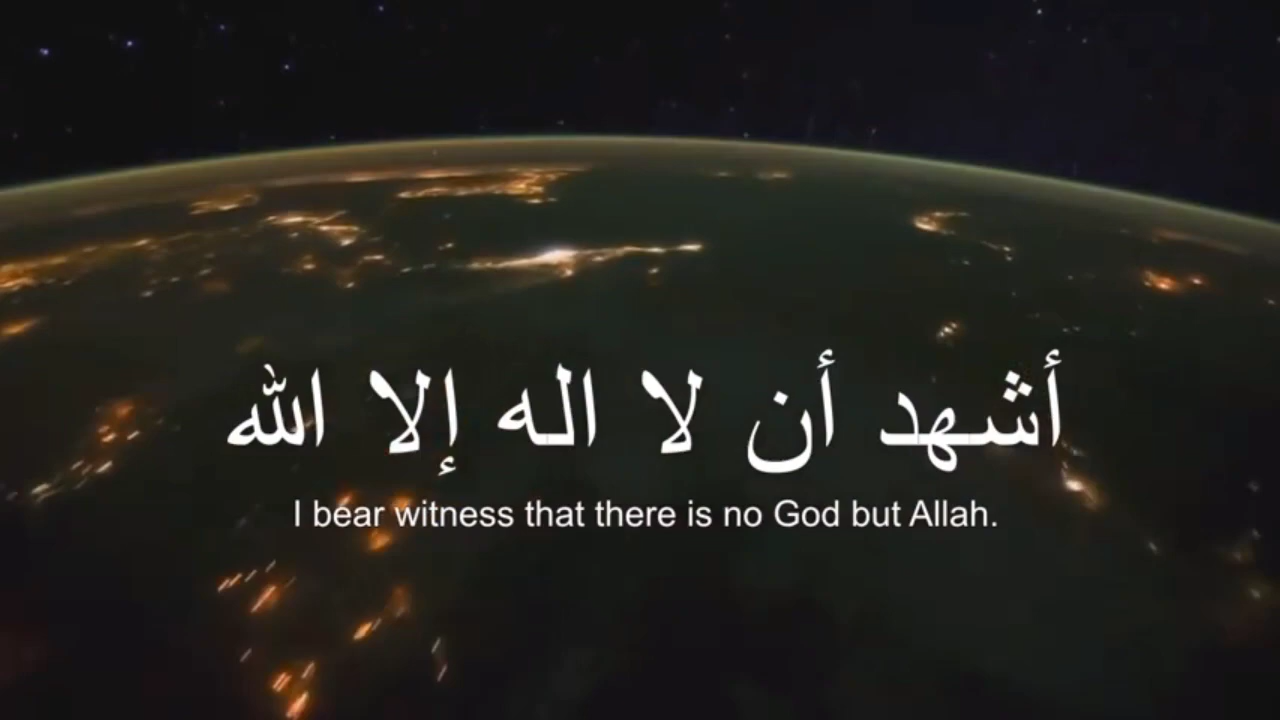 أشهد أن لا اله إلا الله
I bear witness that there is no God but Allah.